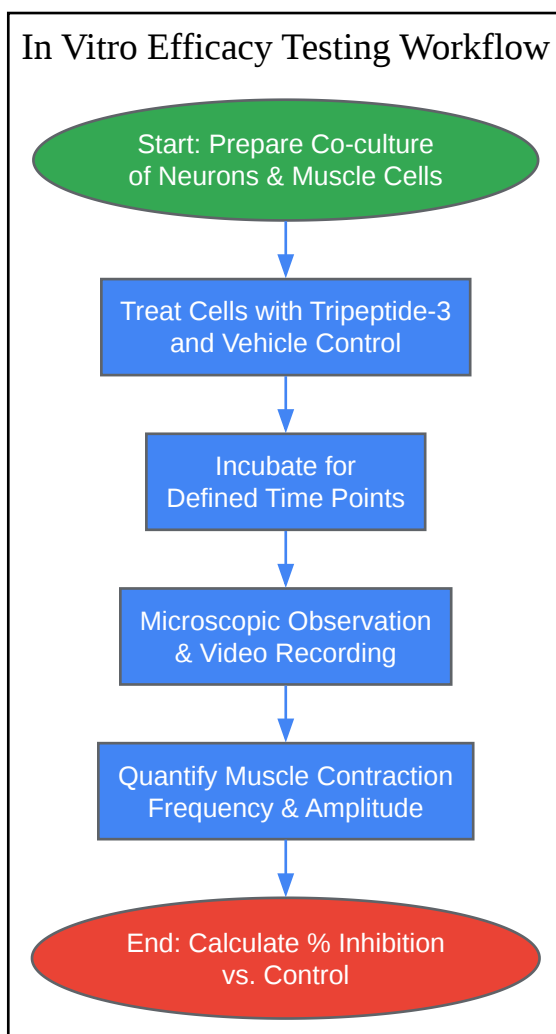 In Vitro Efficacy Testing Workflow
Start: Prepare Co-culture
of Neurons & Muscle Cells
Treat Cells with Tripeptide-3
and Vehicle Control
Incubate for
Defined Time Points
Microscopic Observation
& Video Recording
Quantify Muscle Contraction
Frequency & Amplitude
End: Calculate % Inhibition
vs. Control